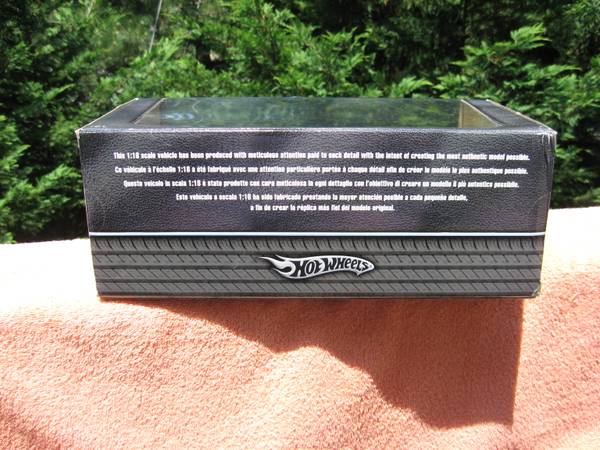 This 1:18 scale vehicle has been produced with meticulous attention paid to each detail with the intent of creating the most authentic model possible.
Ce véhicule à l'échelle 1:18 a été fabriqué avec une attention particulière portée à chaque détail afin de créer le modèle le plus authentique possible.
Questo veicolo in scala 1:18 è stato prodotto con cura meticolosa in ogni dettaglio con l'obiettivo di creare un modello il più autentico possibile.
Este vehículo a escala 1:18 ha sido fabricado prestando la mayor atención posible a cada pequeño detalle,
a fin de crear la réplica más fiel del modelo original.
HOT WHEELS